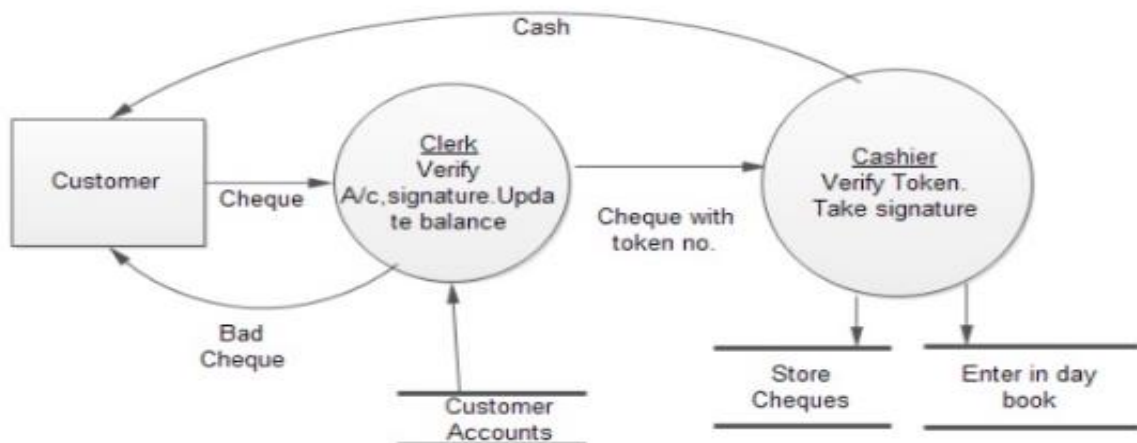 Cash
Customer
Cheque
Clerk
Verify
A/c,signature.Upda
te balance
Cheque with
token no.
Cashier
Verify Token.
Take signature
Bad
Cheque
Customer
Accounts
Store
Cheques
Enter in day
book